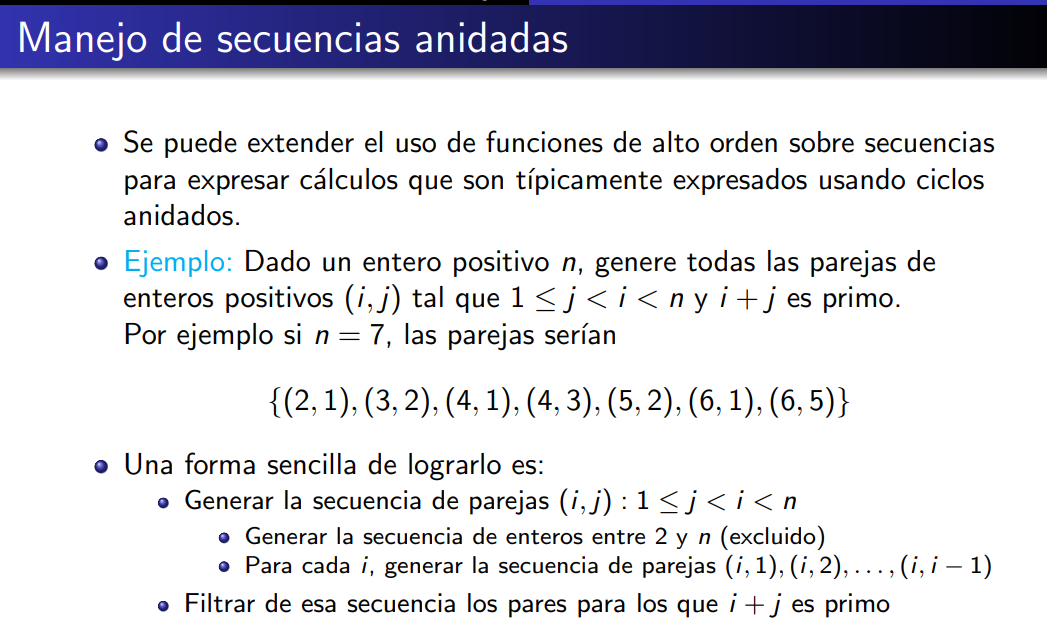 Manejo de secuencias anidadas
Se puede extender el uso de funciones de alto orden sobre secuencias
para expresar cálculos que son típicamente expresados usando ciclos
anidados.
Ejemplo: Dado un entero positivo n, genere todas las parejas de
enteros positivos (i, j) tal que 1 ≤ j < i < n y i + j es primo.
Por ejemplo si n = 7, las parejas serían
{(2, 1), (3, 2), (4, 1), (4, 3), (5, 2), (6, 1), (6, 5)}
Una forma sencilla de lograrlo es:
Generar la secuencia de parejas (i, j) : 1 ≤ j < i < n
Generar la secuencia de enteros entre 2 y n (excluido)
Para cada i, generar la secuencia de parejas (i, 1), (i, 2), . . . , (i, i − 1)
Filtrar de esa secuencia los pares para los que i + j es primo